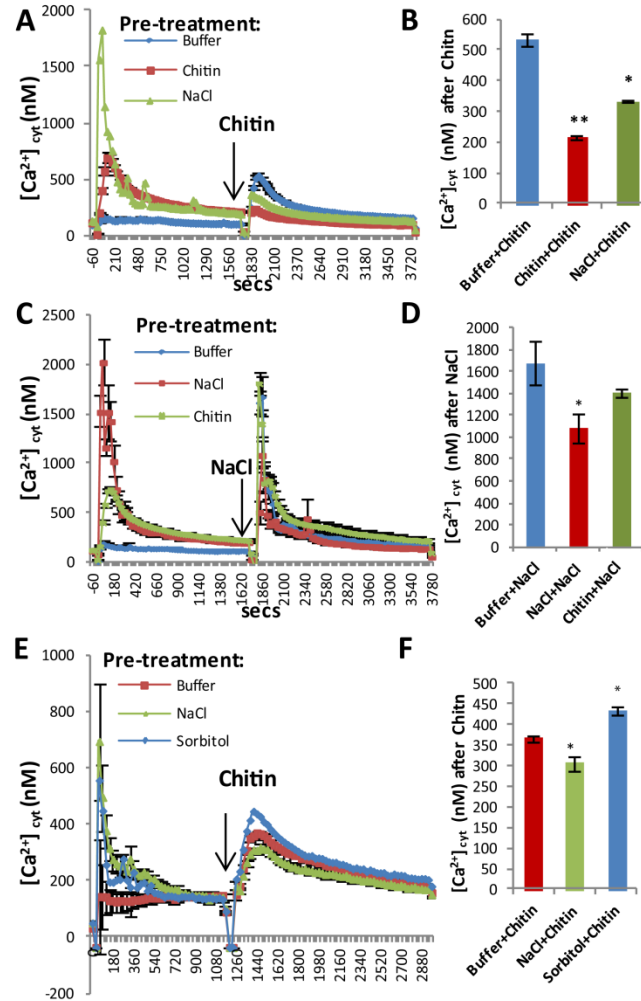 A
Pre-treatment:
Buffer
Chitin
NaCl
Chitin
[Ca²⁺] cyt (nM)
2000
1500
1000
500
0
-60 210 480 750 1020 1290 1560 1830 2100 2370 2640 2910 3180 3450 3720
secs
B
[Ca²⁺]cyt (nM) after Chitn
600
500
400
300
200
100
0
**
*
Buffer+Chitin
Chitin+Chitin
NaCl+Chitin
C
Pre-treatment:
Buffer
NaCl
Chitin
NaCl
[Ca²⁺] cyt (nM)
2500
2000
1500
1000
500
0
-60 180 420 660 900 1140 1380 1620 1860 2100 2340 2580 2820 3060 3300 3540 3780
secs
D
[Ca²⁺] cyt (nM) after NaCl
2000
1800
1600
1400
1200
1000
800
600
400
200
0
*
Buffer+NaCl
NaCl+NaCl
Chitin+NaCl
E
Pre-treatment:
Buffer
NaCl
Sorbitol
Chitin
[Ca²⁺] cyt (nM)
1000
800
600
400
200
0
-200
0 180 360 540 720 900 1080 1260 1440 1620 1800 1980 2160 2340 2520 2700 2880
F
[Ca²⁺]cyt (nM) after Chitn
500
450
400
350
300
250
200
150
100
50
0
*
*
Buffer+Chitin
NaCl+Chitin
Sorbitol+Chitin